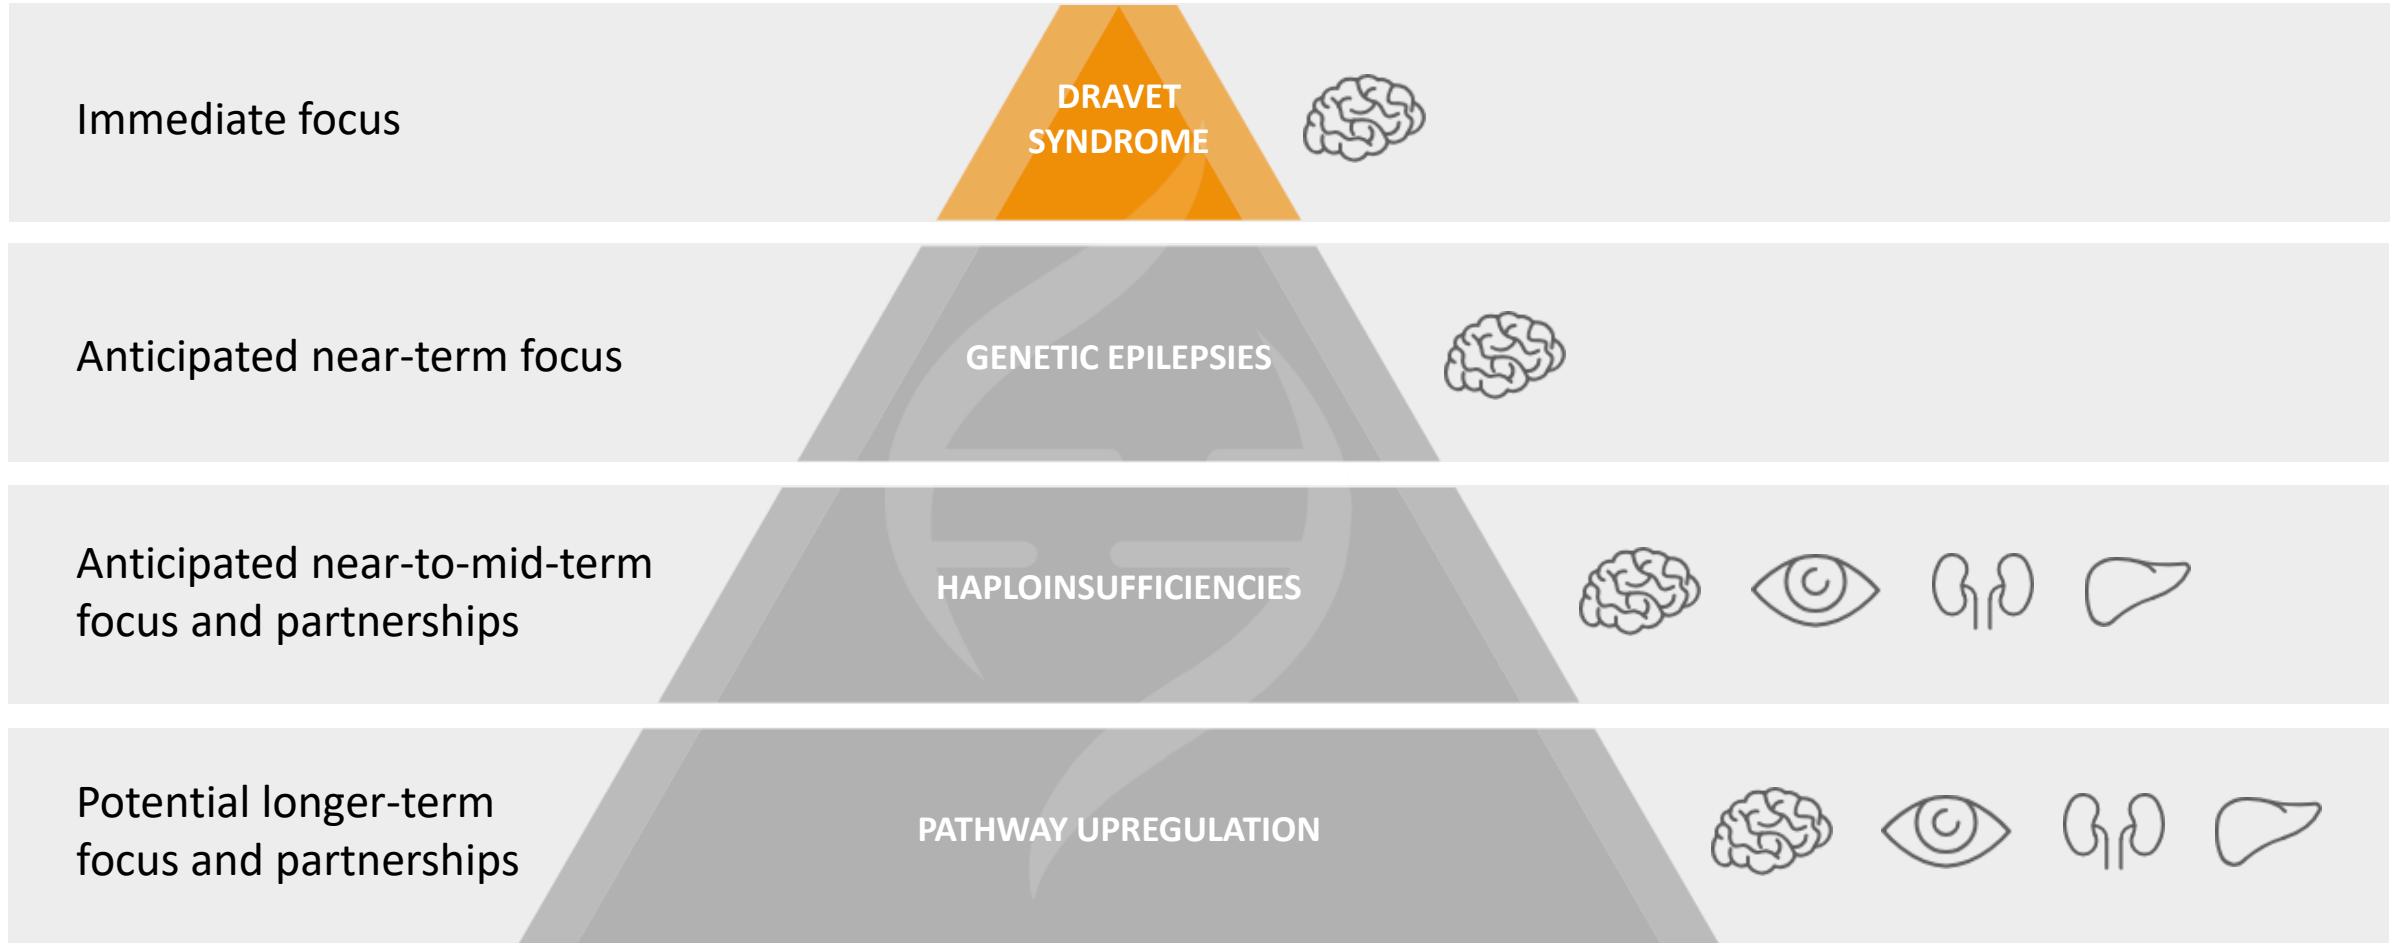 Immediate focus
DRAVET
SYNDROME
Anticipated near-term focus
GENETIC EPILEPSIES
Anticipated near-to-mid-term
focus and partnerships
HAPLOINSUFFICIENCIES
Potential longer-term
focus and partnerships
PATHWAY UPREGULATION